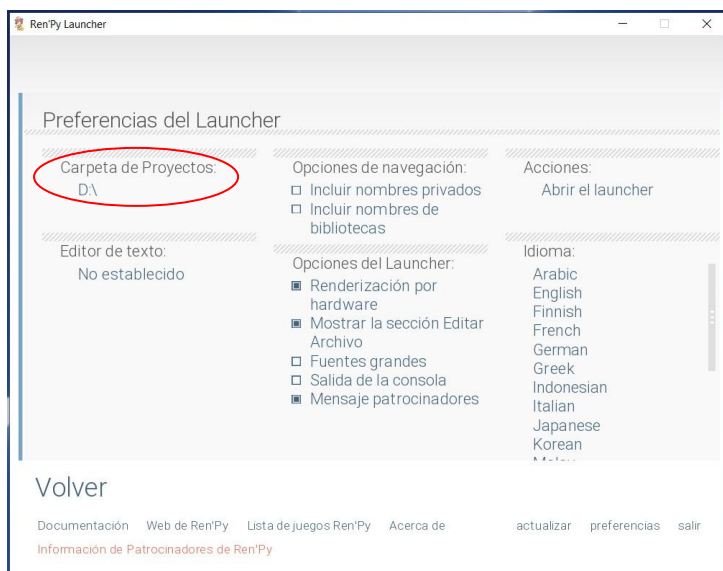 Ren'Py Launcher
Preferencias del Launcher
Carpeta de Proyectos:
D:\
Editor de texto:
No establecido
Opciones de navegación:
Incluir nombres privados
Incluir nombres de
bibliotecas
Opciones del Launcher:
Renderización por
hardware
Mostrar la sección Editar
Archivo
Fuentes grandes
Salida de la consola
Mensaje patrocinadores
Acciones:
Abrir el launcher
Idioma:
Arabic
English
Finnish
French
German
Greek
Indonesian
Italian
Japanese
Korean
Volver
Documentación Web de Ren'Py Lista de juegos Ren'Py Acerca de actualizar preferencias salir
Información de Patrocinadores de Ren'Py